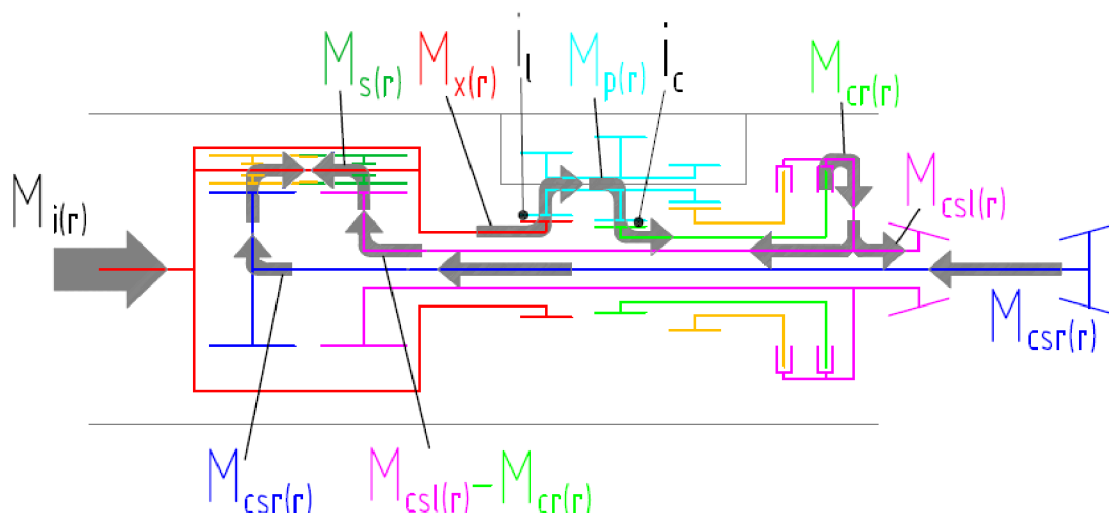 M_s(r) M_x(r) i_l M_p(r) i_c M_cr(r)
M_i(r)
M_csl(r)
M_csr(r)
M_csr(r) M_csl(r)-M_cr(r)